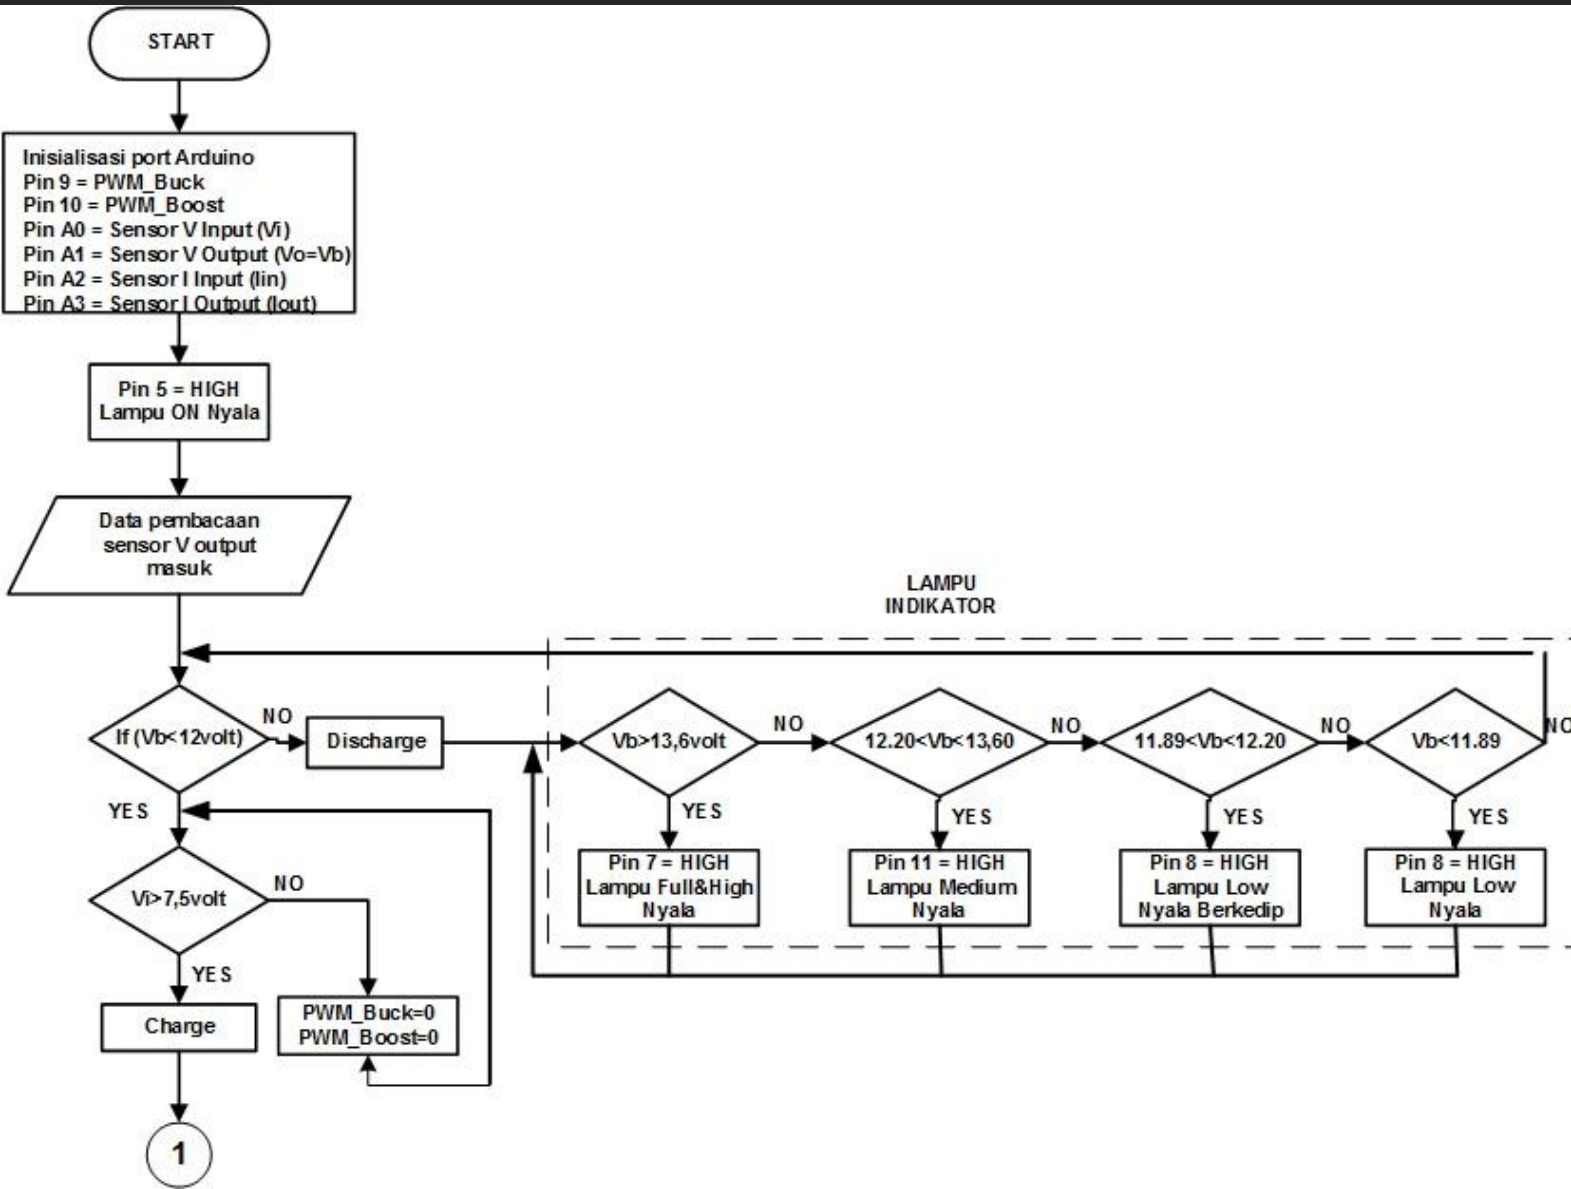 START
Inisialisasi port Arduino
Pin 9 = PWM_Buck
Pin 10 = PWM_Boost
Pin A0 = Sensor V Input (Vi)
Pin A1 = Sensor V Output (Vo=Vb)
Pin A2 = Sensor I Input (Iin)
Pin A3 = Sensor I Output (Iout)
Pin 5 = HIGH
Lampu ON Nyala
Data pembacaan
sensor V output
masuk
LAMPU
INDIKATOR
If (Vb<12volt)
NO
Discharge
Vb>13,6volt
NO
12.20<Vb<13,60
NO
11.89<Vb<12.20
NO
Vb<11.89
NO
YES
YES
YES
YES
YES
Pin 7 = HIGH
Lampu Full&High
Nyala
Pin 11 = HIGH
Lampu Medium
Nyala
Pin 8 = HIGH
Lampu Low
Nyala Berkedip
Pin 8 = HIGH
Lampu Low
Nyala
Vi>7,5volt
NO
YES
PWM_Buck=0
PWM_Boost=0
Charge
1